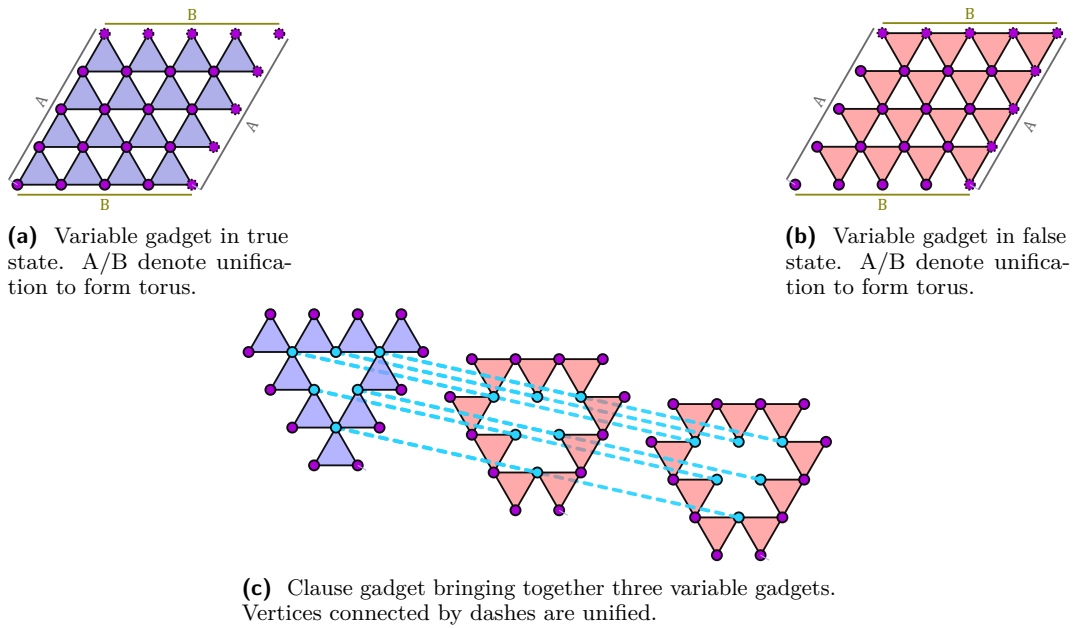 B
B
A
A
A
A
B
B
(a) Variable gadget in true
state. A/B denote unifica-
tion to form torus.
(b) Variable gadget in false
state. A/B denote unifica-
tion to form torus.
(c) Clause gadget bringing together three variable gadgets.
Vertices connected by dashes are unified.